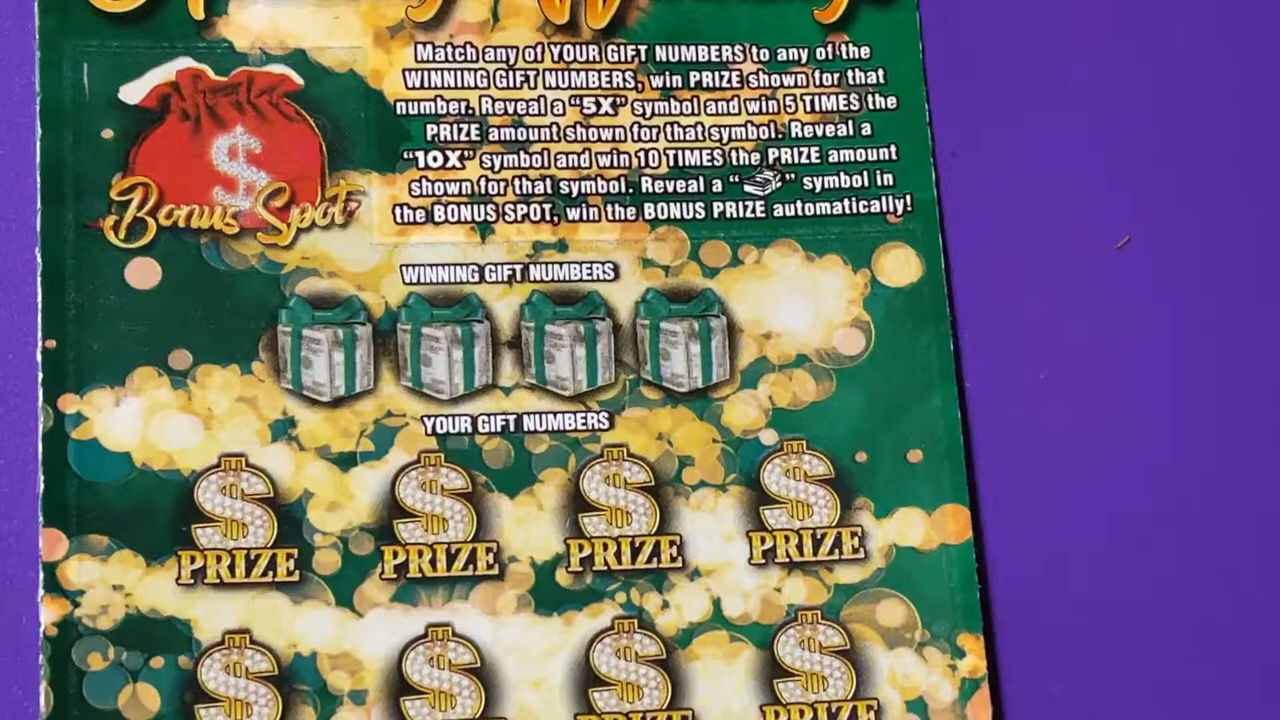 Match any of YOUR GIFT NUMBERS to any of the
WINNING GIFT NUMBERS, win PRIZE shown for that
number. Reveal a “5X” symbol and win 5 TIMES the
PRIZE amount shown for that symbol. Reveal a
“10X” symbol and win 10 TIMES the PRIZE amount
shown for that symbol. Reveal a “ ” symbol in
the BONUS SPOT, win the BONUS PRIZE automatically!
$
Bonus Spot
WINNING GIFT NUMBERS
YOUR GIFT NUMBERS
$ $ $ $
PRIZE PRIZE PRIZE PRIZE
$ $ $ $
PRIZE PRIZE